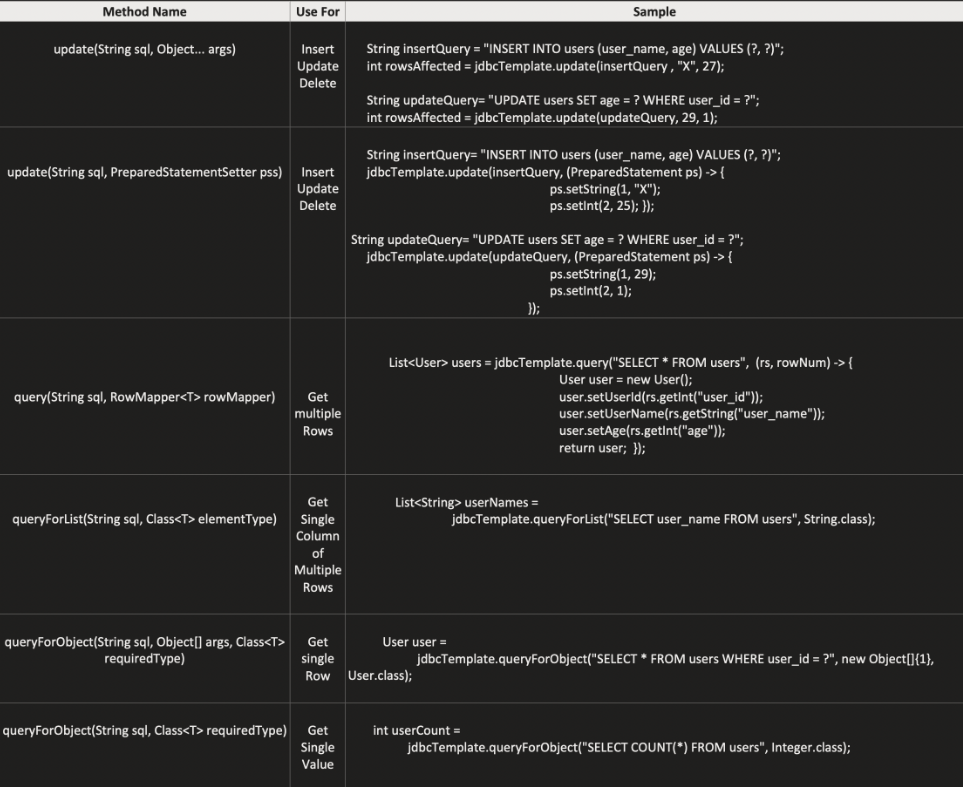 Method Name Use For Sample
update(String sql, Object... args)
Insert
Update
Delete
String insertQuery = "INSERT INTO users (user_name, age) VALUES (?, ?)";
int rowsAffected = jdbcTemplate.update(insertQuery , "X", 27);
String updateQuery= "UPDATE users SET age = ? WHERE user_id = ?";
int rowsAffected = jdbcTemplate.update(updateQuery, 29, 1);
update(String sql, PreparedStatementSetter pss)
Insert
Update
Delete
String insertQuery= "INSERT INTO users (user_name, age) VALUES (?, ?)";
jdbcTemplate.update(insertQuery, (PreparedStatement ps) -> {
ps.setString(1, "X");
ps.setInt(2, 25); });
String updateQuery= "UPDATE users SET age = ? WHERE user_id = ?";
jdbcTemplate.update(updateQuery, (PreparedStatement ps) -> {
ps.setString(1, 29);
ps.setInt(2, 1);
});
query(String sql, RowMapper<T> rowMapper)
Get
multiple
Rows
List<User> users = jdbcTemplate.query("SELECT * FROM users", (rs, rowNum) -> {
User user = new User();
user.setUserId(rs.getInt("user_id"));
user.setUserName(rs.getString("user_name"));
user.setAge(rs.getInt("age"));
return user; });
queryForList(String sql, Class<T> elementType)
Get
Single
Column
of
Multiple
Rows
List<String> userNames =
jdbcTemplate.queryForList("SELECT user_name FROM users", String.class);
queryForObject(String sql, Object[] args, Class<T>
requiredType)
Get
single
Row
User user =
jdbcTemplate.queryForObject("SELECT * FROM users WHERE user_id = ?", new Object[]{1},
User.class);
queryForObject(String sql, Class<T> requiredType)
Get
Single
Value
int userCount =
jdbcTemplate.queryForObject("SELECT COUNT(*) FROM users", Integer.class);